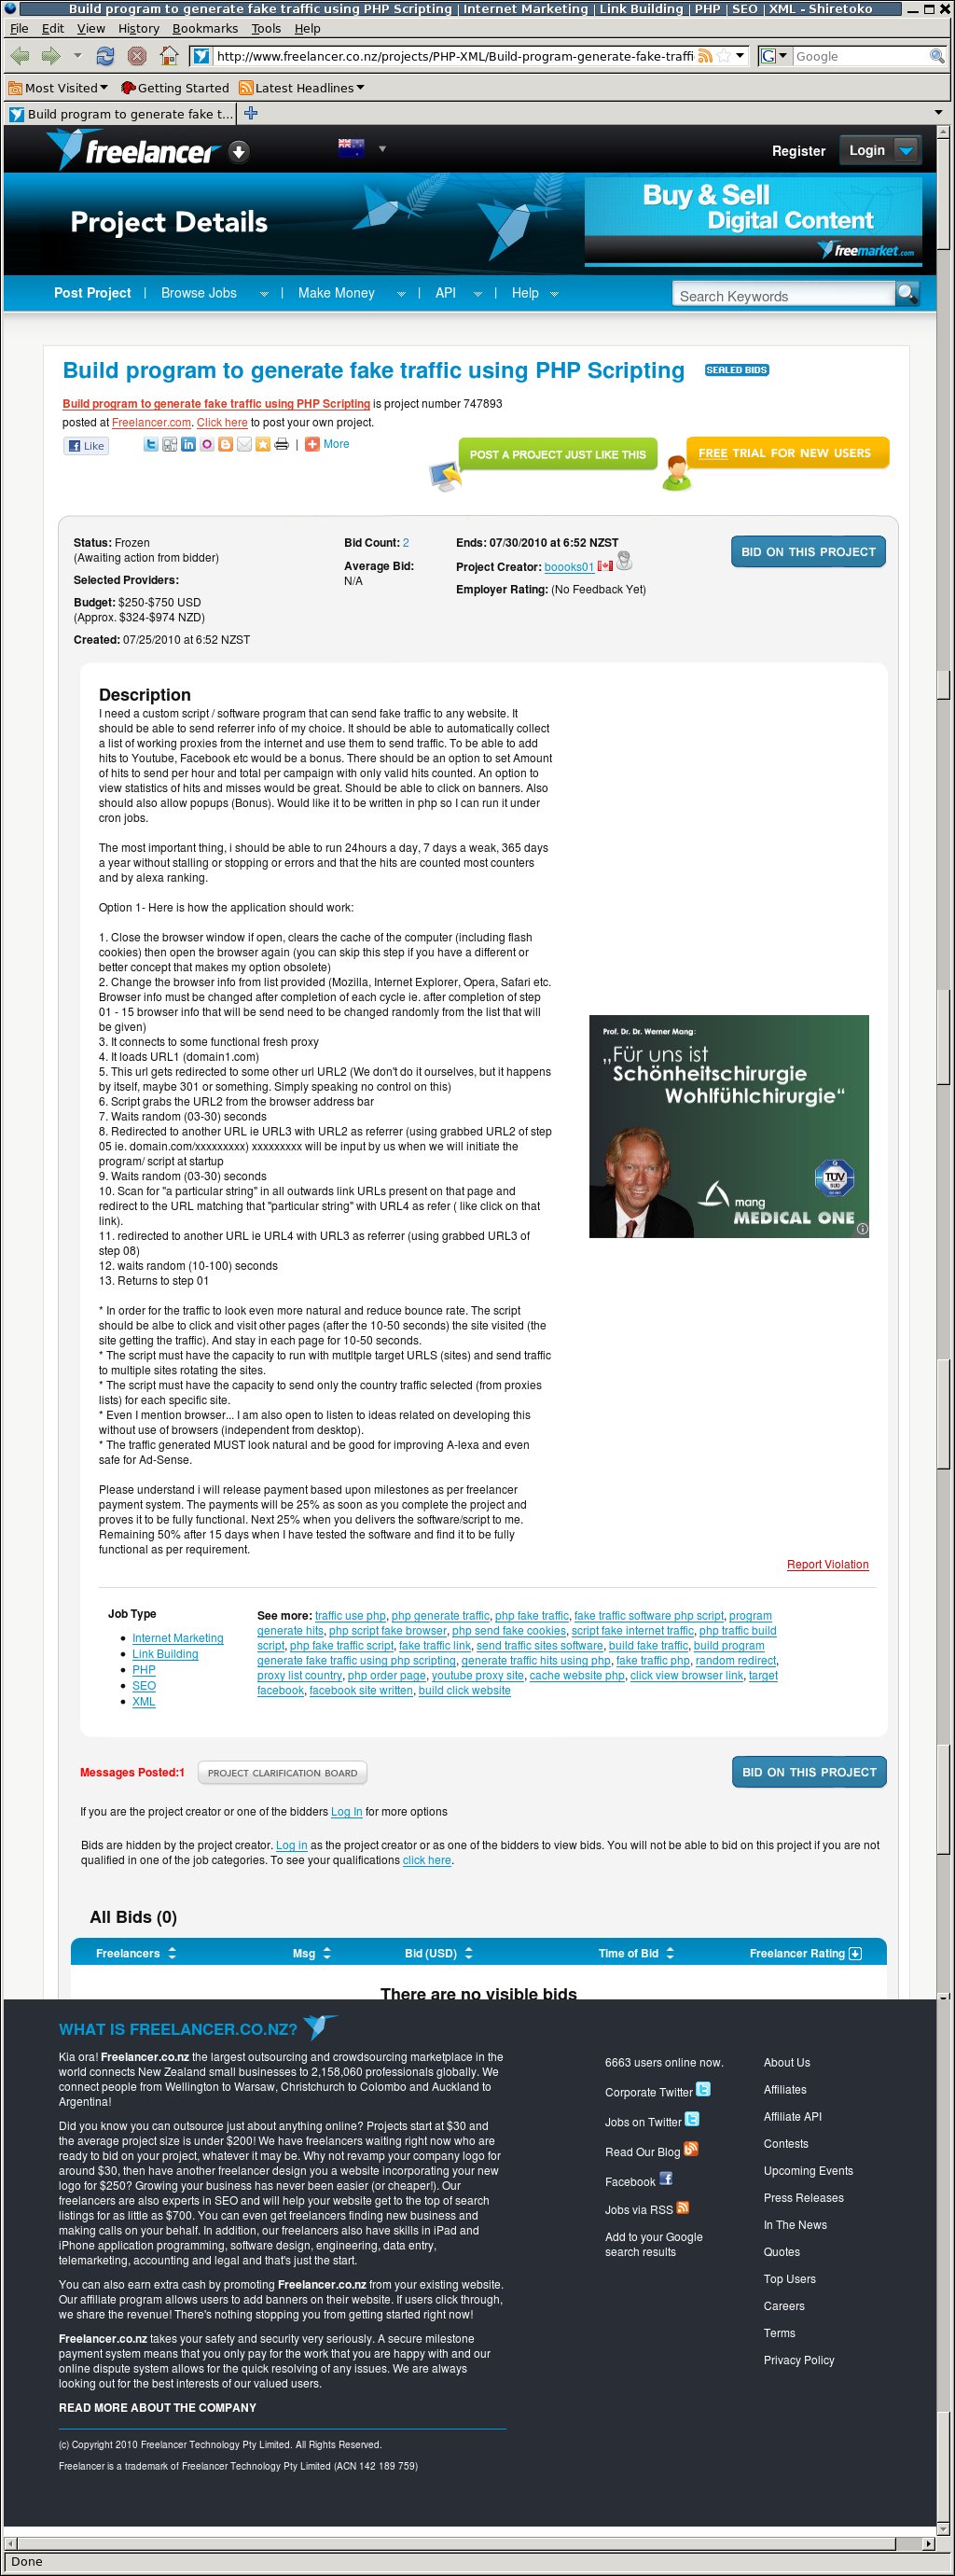 Build program to generate fake traffic using PHP Scripting | Internet Marketing | Link Building | PHP | SEO | XML - Shiretoko
File Edit View History Bookmarks Tools Help
http://www.freelancer.co.nz/projects/PHP-XML/Build-program-generate-fake-traffi
Google
Most Visited Getting Started Latest Headlines
Build program to generate fake t...
freelancer
Register Login
Project Details
Buy & Sell
Digital Content
freemarket.com
Post Project | Browse Jobs | Make Money | API | Help
Search Keywords
Build program to generate fake traffic using PHP Scripting SEALED BIDS
Build program to generate fake traffic using PHP Scripting is project number 747893
posted at Freelancer.com. Click here to post your own project.
Like | More
POST A PROJECT JUST LIKE THIS
FREE TRIAL FOR NEW USERS
Status: Frozen
(Awaiting action from bidder)
Selected Providers:
Budget: $250-$750 USD
(Approx. $324-$974 NZD)
Created: 07/25/2010 at 6:52 NZST
Bid Count: 2
Average Bid:
N/A
Ends: 07/30/2010 at 6:52 NZST
Project Creator: boooks01
Employer Rating: (No Feedback Yet)
BID ON THIS PROJECT
Description
I need a custom script / software program that can send fake traffic to any website. It
should be able to send referrer info of my choice. It should be able to automatically collect
a list of working proxies from the internet and use them to send traffic. To be able to add
hits to Youtube, Facebook etc would be a bonus. There should be an option to set Amount
of hits to send per hour and total per campaign with only valid hits counted. An option to
view statistics of hits and misses would be great. Should be able to click on banners. Also
should also allow popups (Bonus). Would like it to be written in php so I can run it under
cron jobs.
The most important thing, i should be able to run 24hours a day, 7 days a weak, 365 days
a year without stalling or stopping or errors and that the hits are counted most counters
and by alexa ranking.
Option 1- Here is how the application should work:
1. Close the browser window if open, clears the cache of the computer (including flash
cookies) then open the browser again (you can skip this step if you have a different or
better concept that makes my option obsolete)
2. Change the browser info from list provided (Mozilla, Internet Explorer, Opera, Safari etc.
Browser info must be changed after completion of each cycle ie. after completion of step
01 - 15 browser info that will be send need to be changed randomly from the list that will
be given)
3. It connects to some functional fresh proxy
4. It loads URL1 (domain1.com)
5. This url gets redirected to some other url URL2 (We don't do it ourselves, but it happens
by itself, maybe 301 or something. Simply speaking no control on this)
6. Script grabs the URL2 from the browser address bar
7. Waits random (03-30) seconds
8. Redirected to another URL ie URL3 with URL2 as referrer (using grabbed URL2 of step
05 ie. domain.com/xxxxxxxxx) xxxxxxxxx will be input by us when we will initiate the
program/ script at startup
9. Waits random (03-30) seconds
10. Scan for "a particular string" in all outwards link URLs present on that page and
redirect to the URL matching that "particular string" with URL4 as refer ( like click on that
link).
11. redirected to another URL ie URL4 with URL3 as referrer (using grabbed URL3 of
step 08)
12. waits random (10-100) seconds
13. Returns to step 01
* In order for the traffic to look even more natural and reduce bounce rate. The script
should be albe to click and visit other pages (after the 10-50 seconds) the site visited (the
site getting the traffic). And stay in each page for 10-50 seconds.
* The script must have the capacity to run with mutltple target URLS (sites) and send traffic
to multiple sites rotating the sites.
* The script must have the capacity to send only the country traffic selected (from proxies
lists) for each specific site.
* Even I mention browser... I am also open to listen to ideas related on developing this
without use of browsers (independent from desktop).
* The traffic generated MUST look natural and be good for improving A-lexa and even
safe for Ad-Sense.
Please understand i will release payment based upon milestones as per freelancer
payment system. The payments will be 25% as soon as you complete the project and
proves it to be fully functional. Next 25% when you delivers the software/script to me.
Remaining 50% after 15 days when I have tested the software and find it to be fully
functional as per requirement.
Prof. Dr. Dr. Werner Mang:
„Für uns ist
Schönheitschirurgie
Wohlfühlchirurgie“
TÜV
mang
MEDICAL ONE
Report Violation
Job Type
Internet Marketing
Link Building
PHP
SEO
XML
See more: traffic use php, php generate traffic, php fake traffic, fake traffic software php script, program
generate hits, php script fake browser, php send fake cookies, script fake internet traffic, php traffic build
script, php fake traffic script, fake traffic link, send traffic sites software, build fake traffic, build program
generate fake traffic using php scripting, generate traffic hits using php, fake traffic php, random redirect,
proxy list country, php order page, youtube proxy site, cache website php, click view browser link, target
facebook, facebook site written, build click website
Messages Posted:1 PROJECT CLARIFICATION BOARD
BID ON THIS PROJECT
If you are the project creator or one of the bidders Log In for more options
Bids are hidden by the project creator. Log in as the project creator or as one of the bidders to view bids. You will not be able to bid on this project if you are not
qualified in one of the job categories. To see your qualifications click here.
All Bids (0)
Freelancers Msg Bid (USD) Time of Bid Freelancer Rating
There are no visible bids
WHAT IS FREELANCER.CO.NZ?
Kia ora! Freelancer.co.nz the largest outsourcing and crowdsourcing marketplace in the
world connects New Zealand small businesses to 2,158,060 professionals globally. We
connect people from Wellington to Warsaw, Christchurch to Colombo and Auckland to
Argentina!
Did you know you can outsource just about anything online? Projects start at $30 and
the average project size is under $200! We have freelancers waiting right now who are
ready to bid on your project, whatever it may be. Why not revamp your company logo for
around $30, then have another freelancer design you a website incorporating your new
logo for $250? Growing your business has never been easier (or cheaper!). Our
freelancers are also experts in SEO and will help your website get to the top of search
listings for as little as $700. You can even get freelancers finding new business and
making calls on your behalf. In addition, our freelancers also have skills in iPad and
iPhone application programming, software design, engineering, data entry,
telemarketing, accounting and legal and that's just the start.
You can also earn extra cash by promoting Freelancer.co.nz from your existing website.
Our affiliate program allows users to add banners on their website. If users click through,
we share the revenue! There's nothing stopping you from getting started right now!
Freelancer.co.nz takes your safety and security very seriously. A secure milestone
payment system means that you only pay for the work that you are happy with and our
online dispute system allows for the quick resolving of any issues. We are always
looking out for the best interests of our valued users.
READ MORE ABOUT THE COMPANY
(c) Copyright 2010 Freelancer Technology Pty Limited. All Rights Reserved.
Freelancer is a trademark of Freelancer Technology Pty Limited (ACN 142 189 759)
6663 users online now.
Corporate Twitter
Jobs on Twitter
Read Our Blog
Facebook
Jobs via RSS
Add to your Google
search results
About Us
Affiliates
Affiliate API
Contests
Upcoming Events
Press Releases
In The News
Quotes
Top Users
Careers
Terms
Privacy Policy
Done